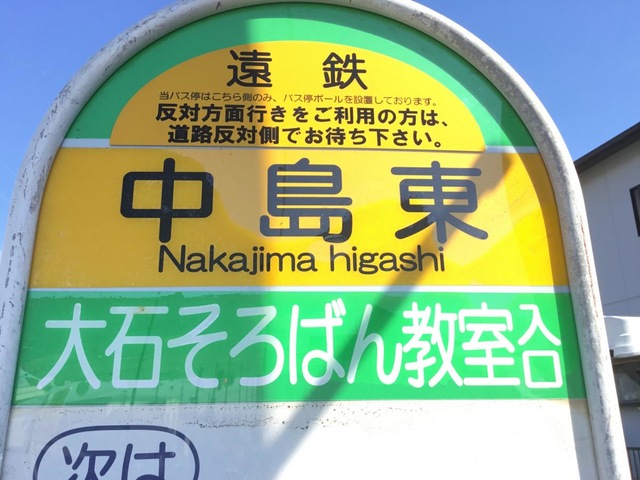 遠鉄
当バス停はこちら側のみ、バス停ポールを設置しております。
反対方面行きをご利用の方は、
道路反対側でお待ち下さい。
中島東
Nakajima higashi
大石そろばん教室入口
次は